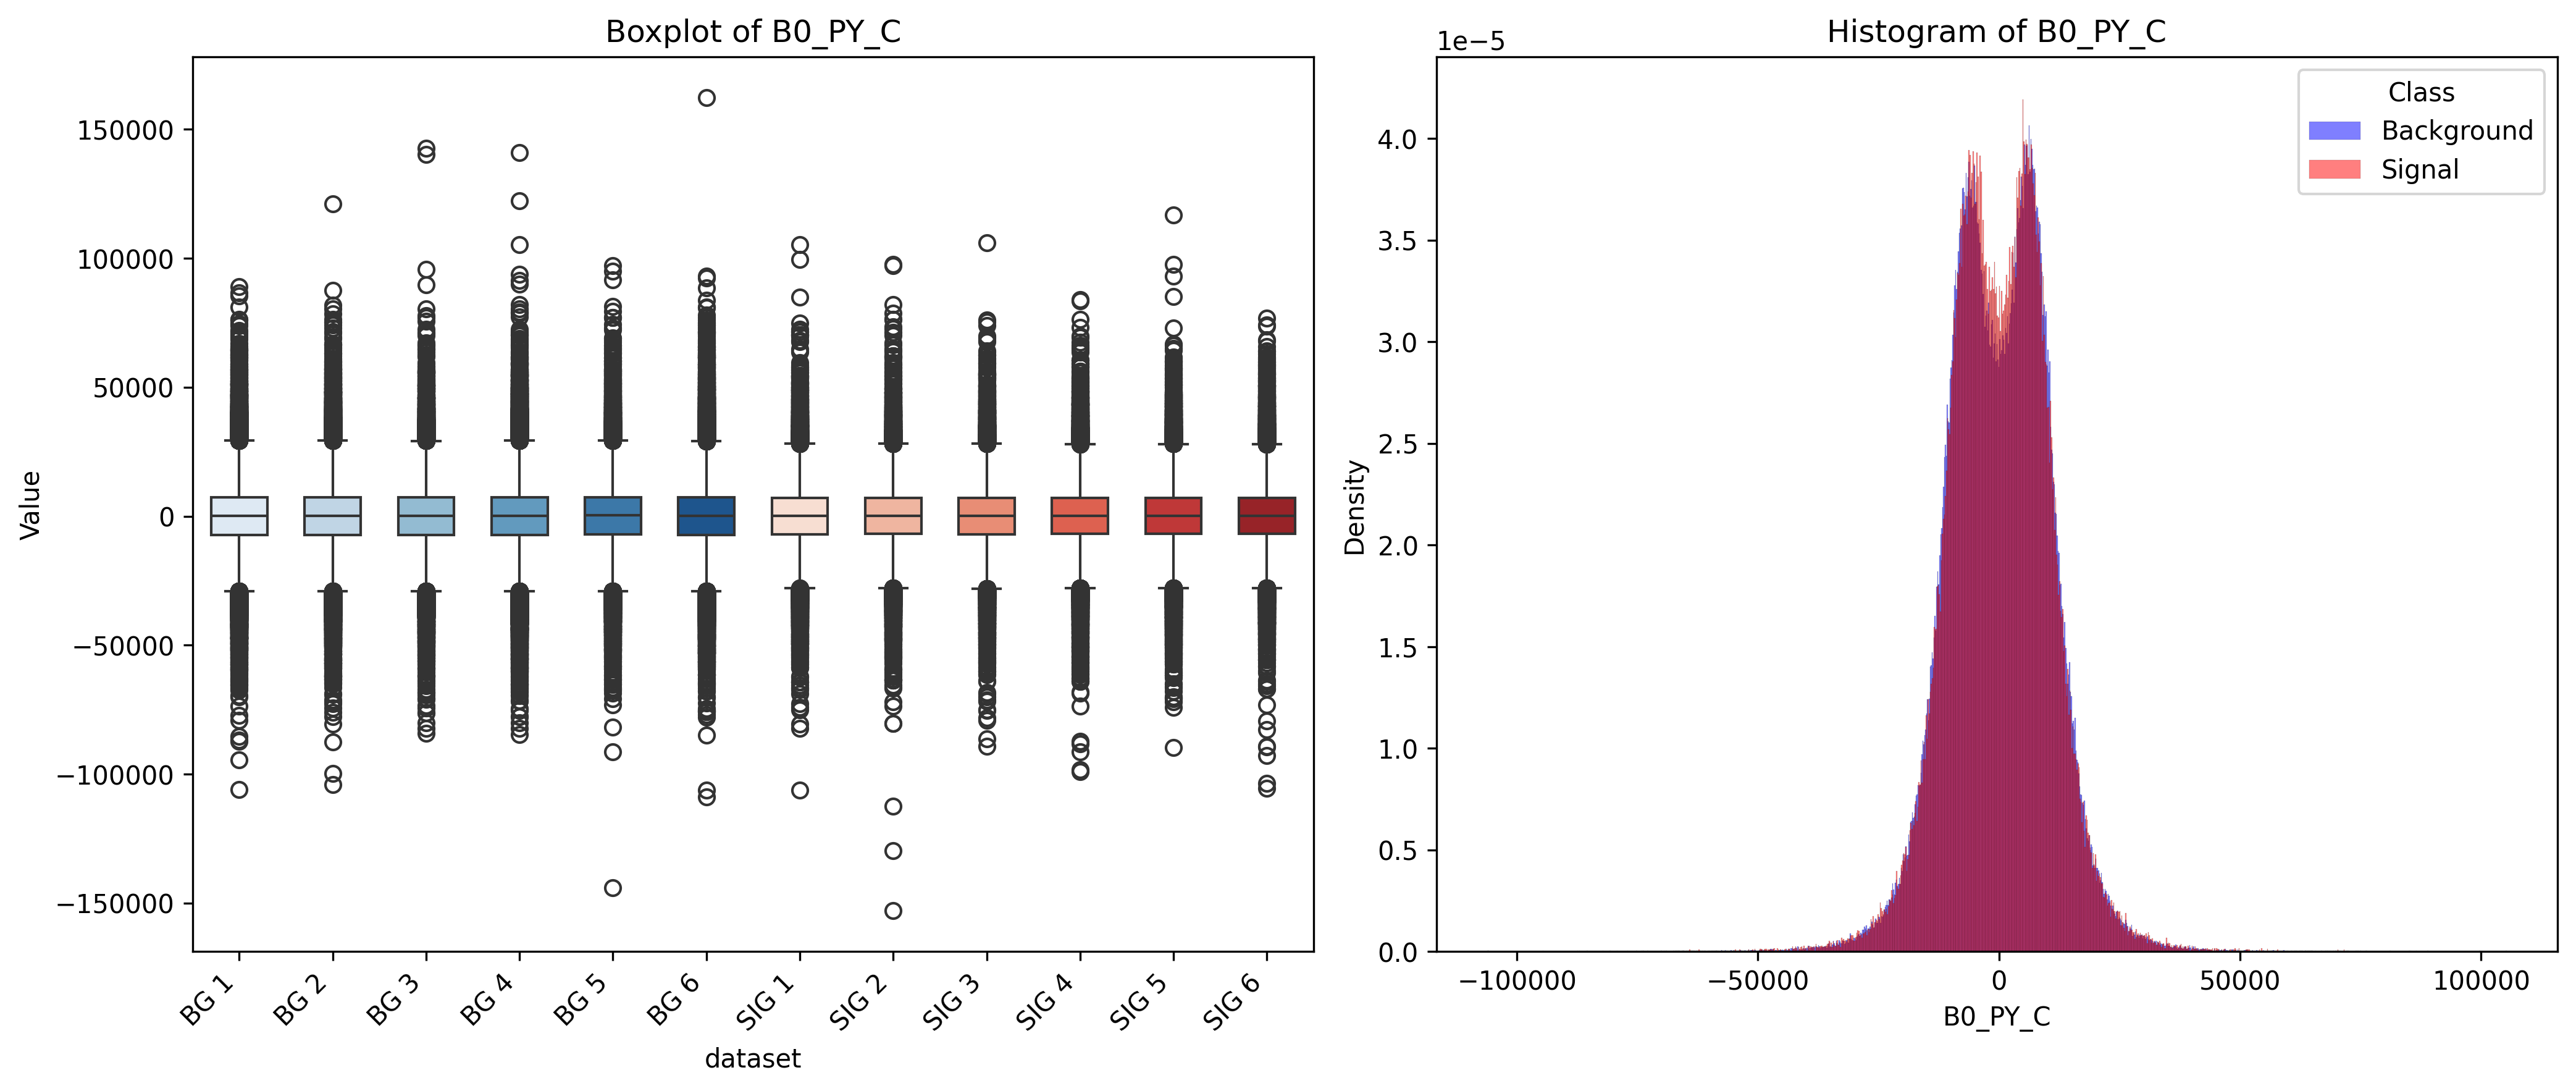 Boxplot of B0_PY_C
Value
150000
100000
50000
0
−50000
−100000
−150000
BG 1
BG 2
BG 3
BG 4
BG 5
BG 6
SIG 1
SIG 2
SIG 3
SIG 4
SIG 5
SIG 6
dataset
Histogram of B0_PY_C
1e−5
Density
4.0
3.5
3.0
2.5
2.0
1.5
1.0
0.5
0.0
−100000
−50000
0
50000
100000
B0_PY_C
Class
Background
Signal